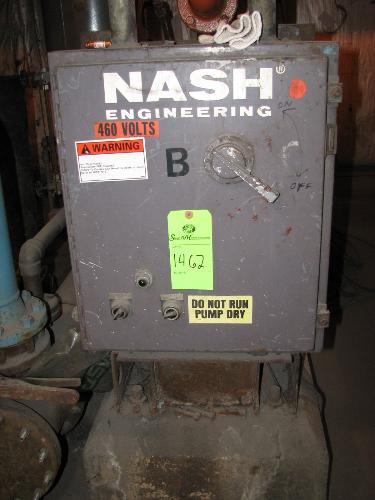 NASH®
ENGINEERING
ON
460 VOLTS
WARNING
B
OFF
1462
DO NOT RUN
PUMP DRY